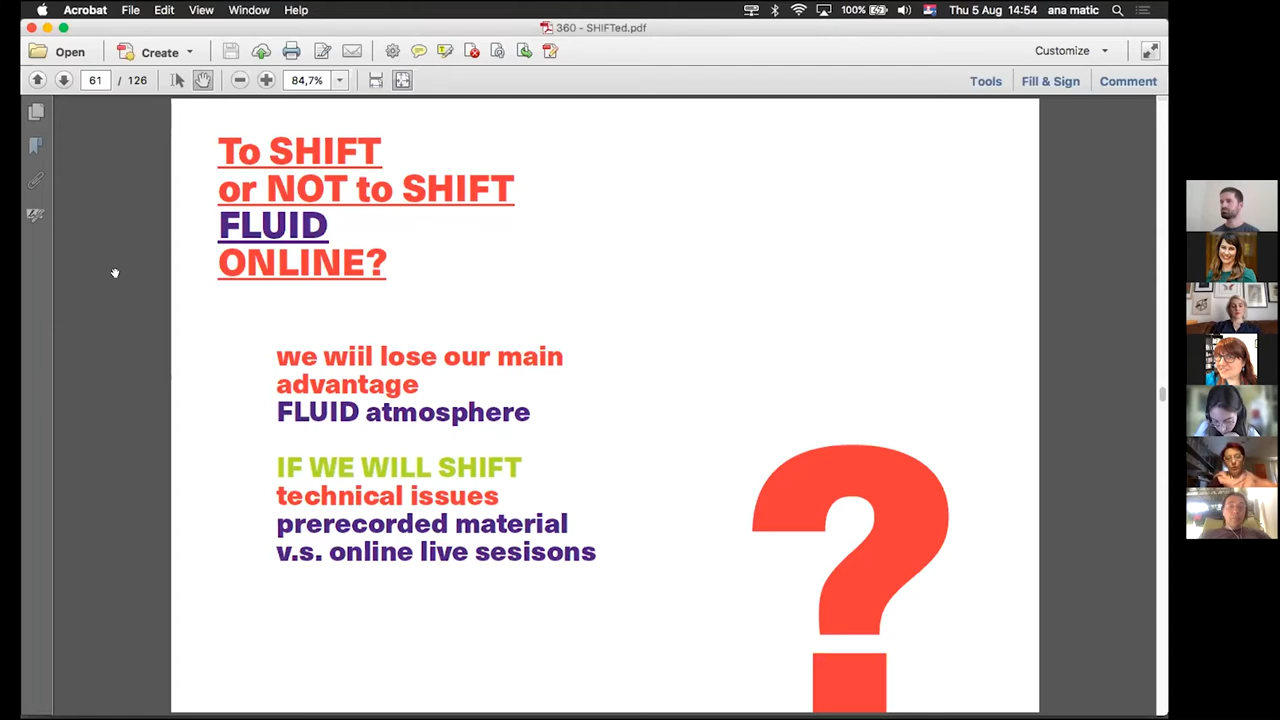 Acrobat File Edit View Window Help 100% Thu 5 Aug 14:54 ana matic
360 - SHIFTed.pdf
Open Create Customize
61 / 126 84,7% Tools Fill & Sign Comment
To SHIFT
or NOT to SHIFT
FLUID
ONLINE?
we wiil lose our main
advantage
FLUID atmosphere
IF WE WILL SHIFT
technical issues
prerecorded material
v.s. online live sesisons
?